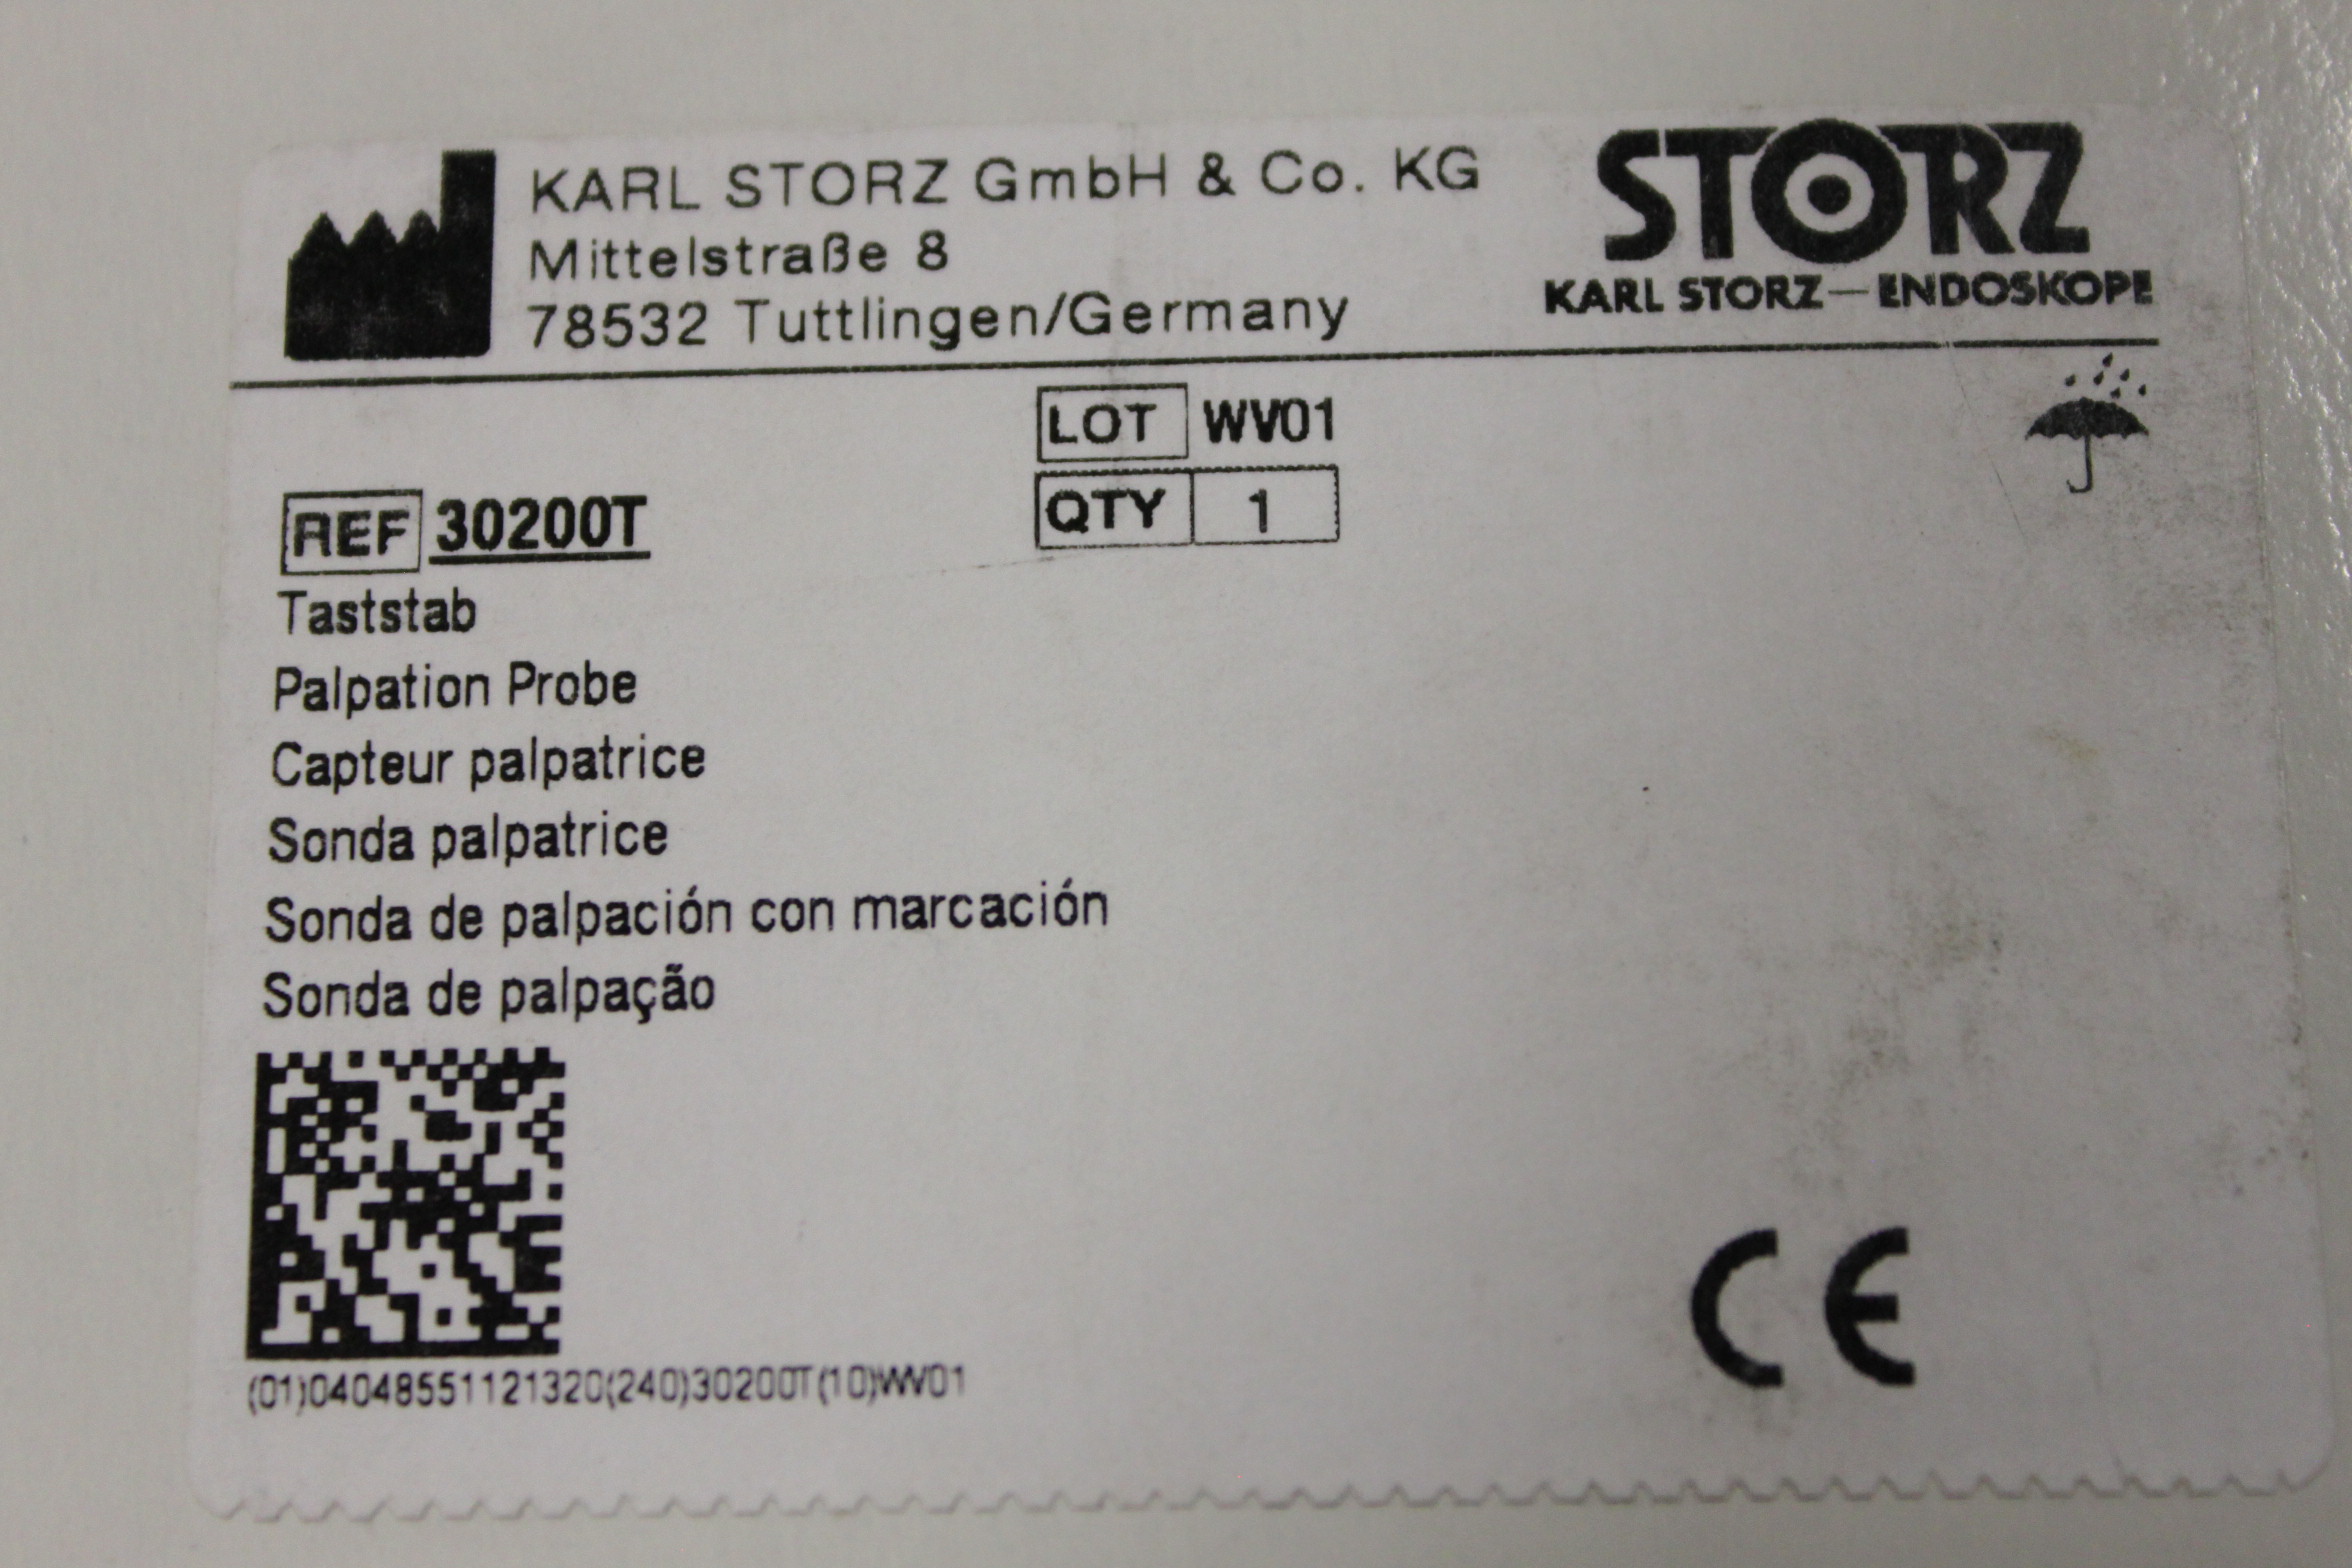 KARL STORZ GmbH & Co. KG
Mittelstraße 8
78532 Tuttlingen/Germany
STORZ
KARL STORZ—ENDOSKOPE
LOT WV01
QTY 1
REF 30200T
Taststab
Palpation Probe
Capteur palpatrice
Sonda palpatrice
Sonda de palpación con marcación
Sonda de palpação
(01)04048551121320(240)30200T(10)WV01
CE